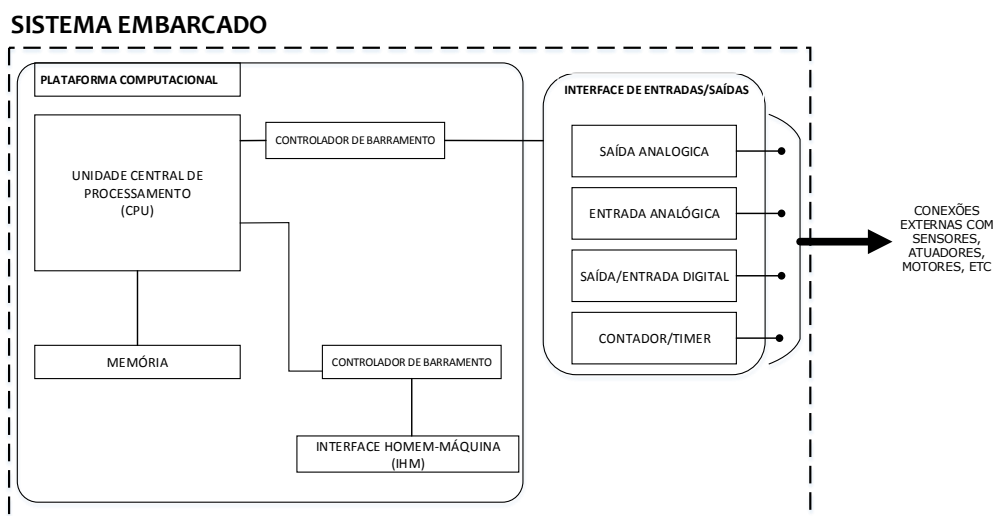 SISTEMA EMBARCADO
PLATAFORMA COMPUTACIONAL
UNIDADE CENTRAL DE
PROCESSAMENTO
(CPU)
CONTROLADOR DE BARRAMENTO
MEMÓRIA
CONTROLADOR DE BARRAMENTO
INTERFACE HOMEM-MÁQUINA
(IHM)
INTERFACE DE ENTRADAS/SAÍDAS
SAÍDA ANALOGICA
ENTRADA ANALÓGICA
SAÍDA/ENTRADA DIGITAL
CONTADOR/TIMER
CONEXÕES
EXTERNAS COM
SENSORES,
ATUADORES,
MOTORES, ETC